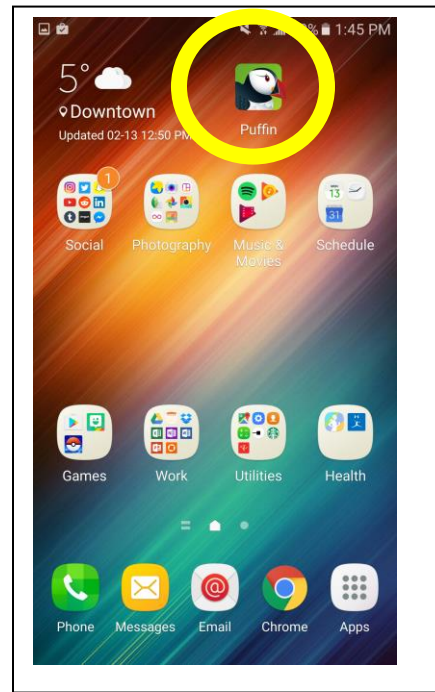 1:45 PM
5°
Downtown
Updated 02-13 12:50 PM
Puffin
1
13
31
Social
Photography
Music &
Movies
Schedule
Games
Work
Utilities
Health
Phone
Messages
Email
Chrome
Apps